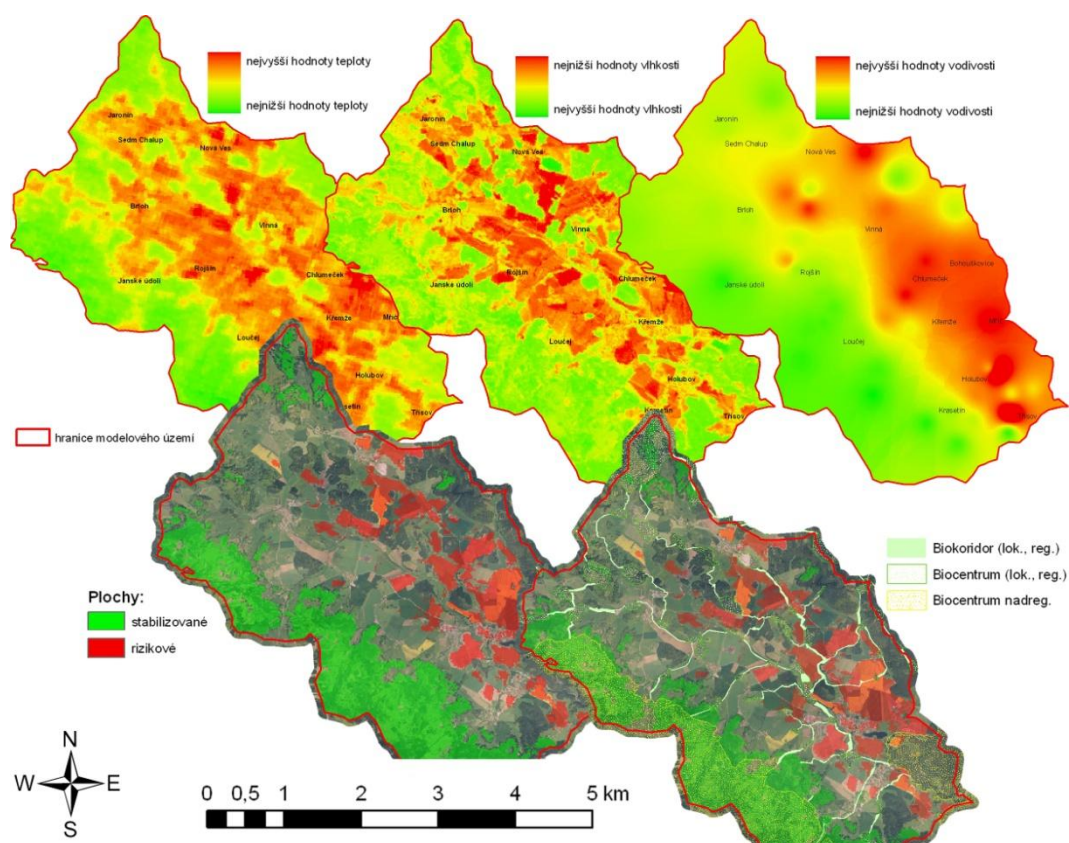 nejvyšší hodnoty teploty
nejnižší hodnoty teploty
Jaronín
Sedm Chalup
Nová Ves
Brloh
Vinná
Rojšín
Janské údolí
Chlumeček
Křemže
Mříč
Loučej
Holubov
Třísov
nejnižší hodnoty vlhkosti
nejvyšší hodnoty vlhkosti
Jaronín
Sedm Chalup
Nová Ves
Brloh
Vinná
Rojšín
Janské údolí
Chlumeček
Křemže
Loučej
Holubov
Krasetín
Třísov
nejvyšší hodnoty vodivosti
nejnižší hodnoty vodivosti
Jaronín
Sedm Chalup
Nová Ves
Brloh
Vinná
Bohouškovice
Rojšín
Chlumeček
Janské údolí
Křemže
Loučej
Holubov
Krasetín
Třísov
hranice modelového území
Plochy:
stabilizované
rizikové
Biokoridor (lok., reg.)
Biocentrum (lok., reg.)
Biocentrum nadreg.
N
W E
S
0 0,5 1 2 3 4 5 km